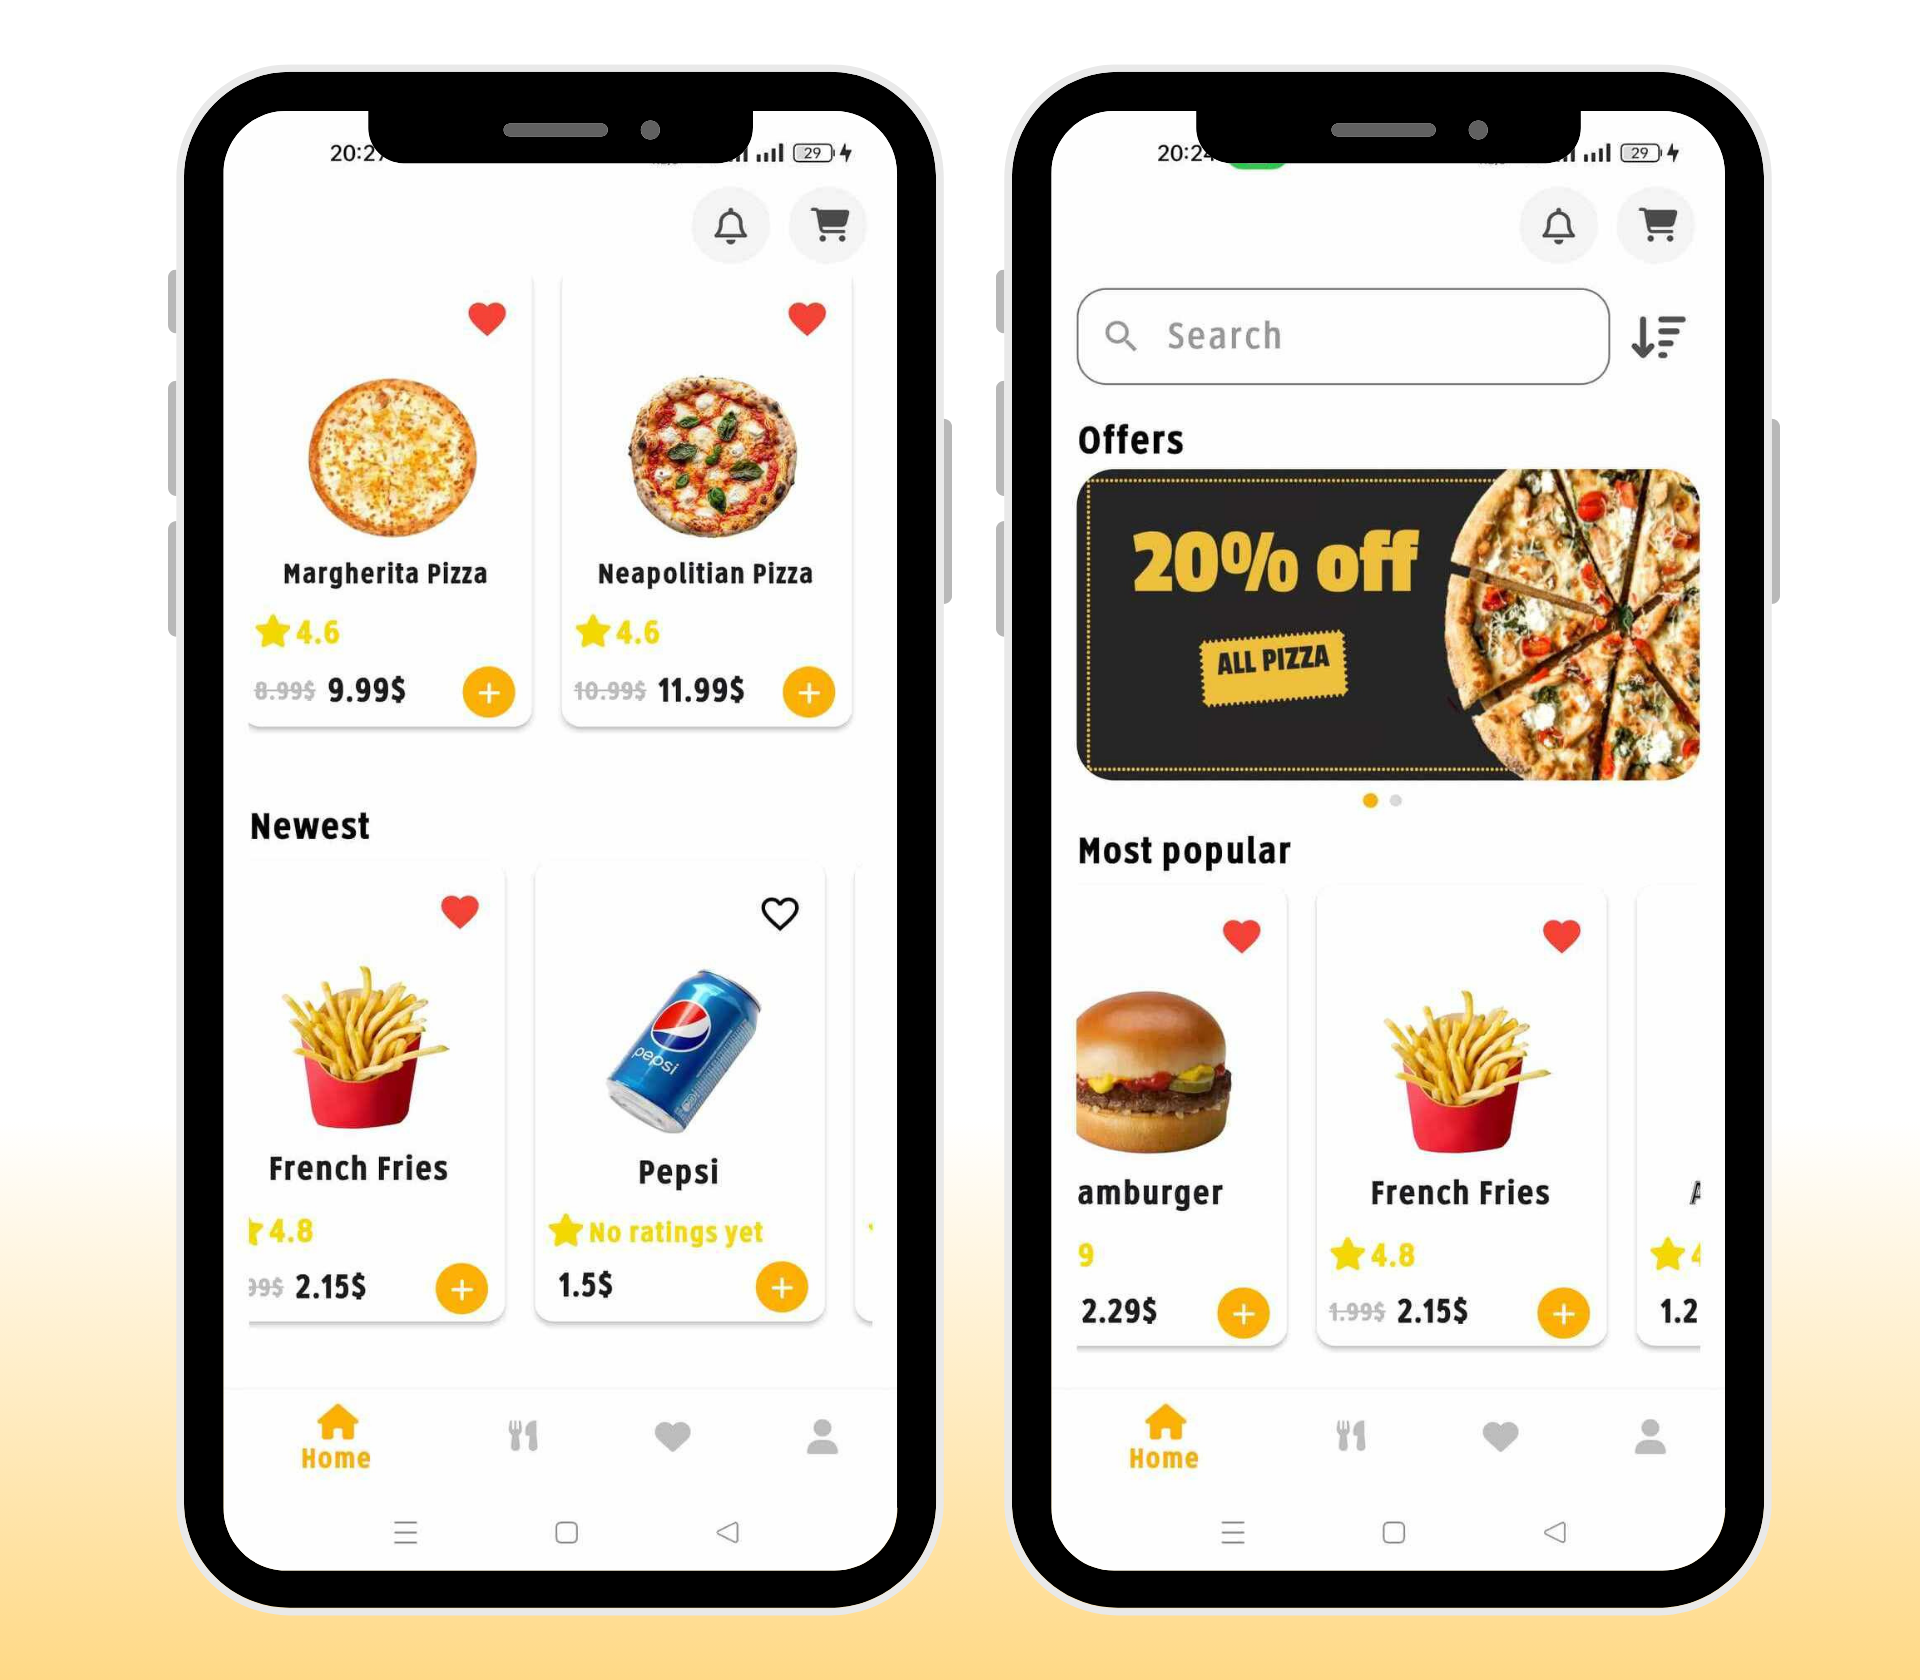 20:27
29
Margherita Pizza
Neapolitian Pizza
4.6
4.6
8.99$ 9.99$
10.99$ 11.99$
Newest
pepsi
French Fries
Pepsi
4.8
No ratings yet
99$ 2.15$
1.5$
Home
20:24
29
Search
Offers
20% off
ALL PIZZA
Most popular
amburger
French Fries
A
9
4.8
4
2.29$
1.99$ 2.15$
1.2
Home